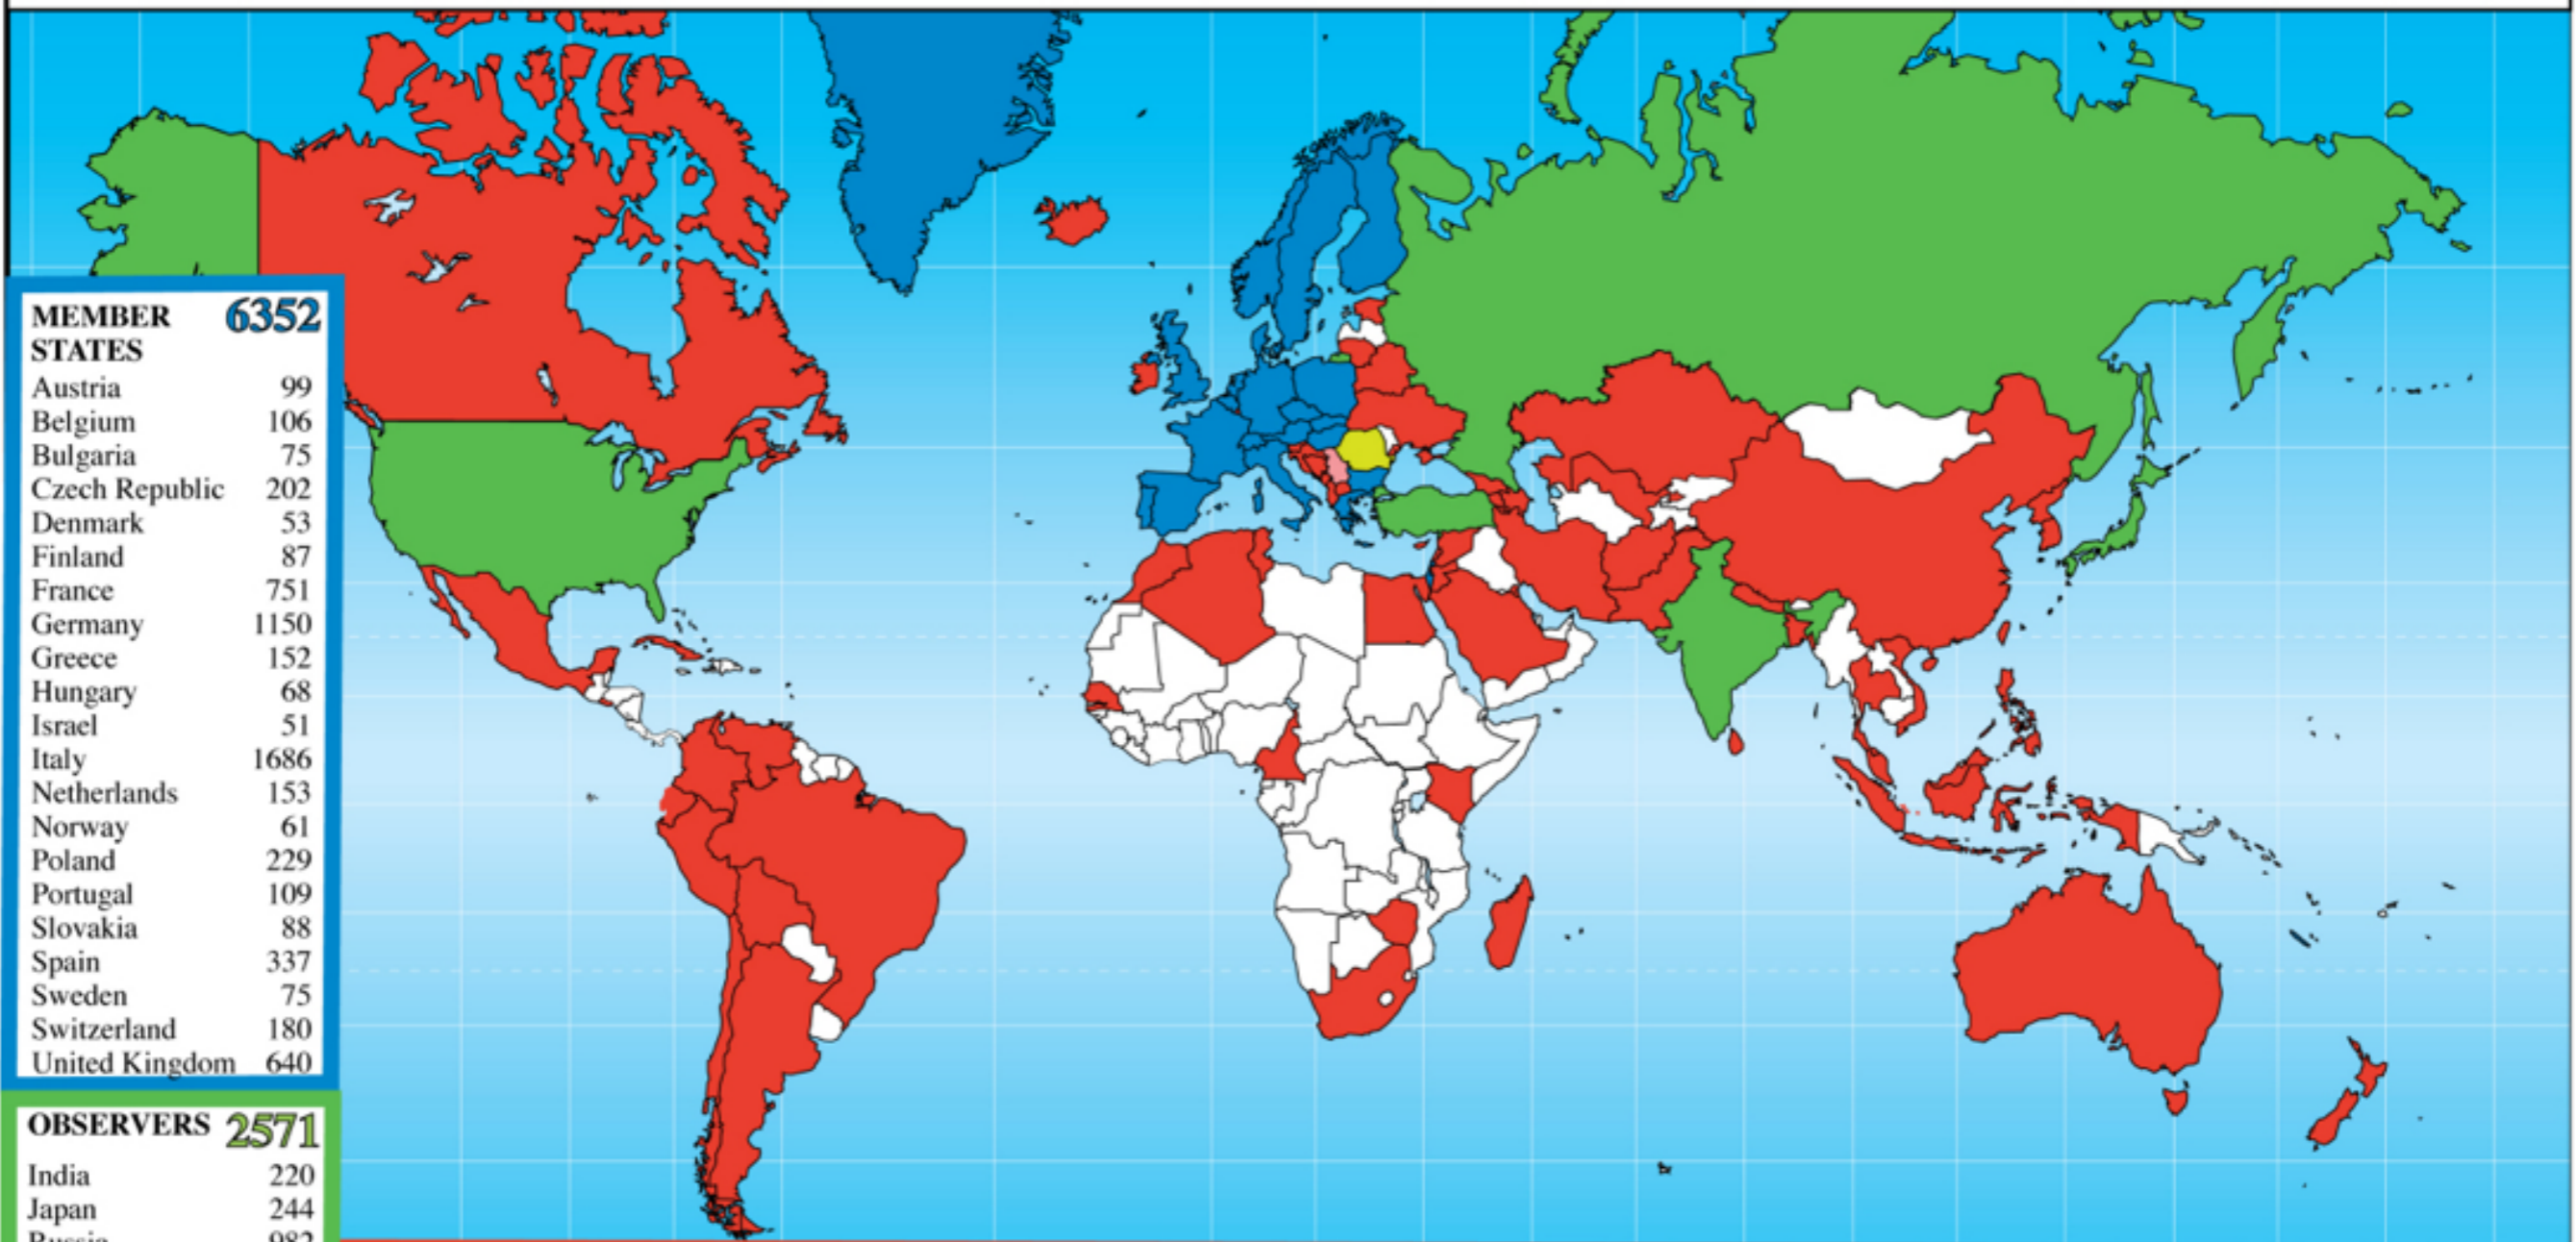 MEMBER 6352
STATES
Austria 99
Belgium 106
Bulgaria 75
Czech Republic 202
Denmark 53
Finland 87
France 751
Germany 1150
Greece 152
Hungary 68
Israel 51
Italy 1686
Netherlands 153
Norway 61
Poland 229
Portugal 109
Slovakia 88
Spain 337
Sweden 75
Switzerland 180
United Kingdom 640
OBSERVERS 2571
India 220
Japan 244
Russia 982